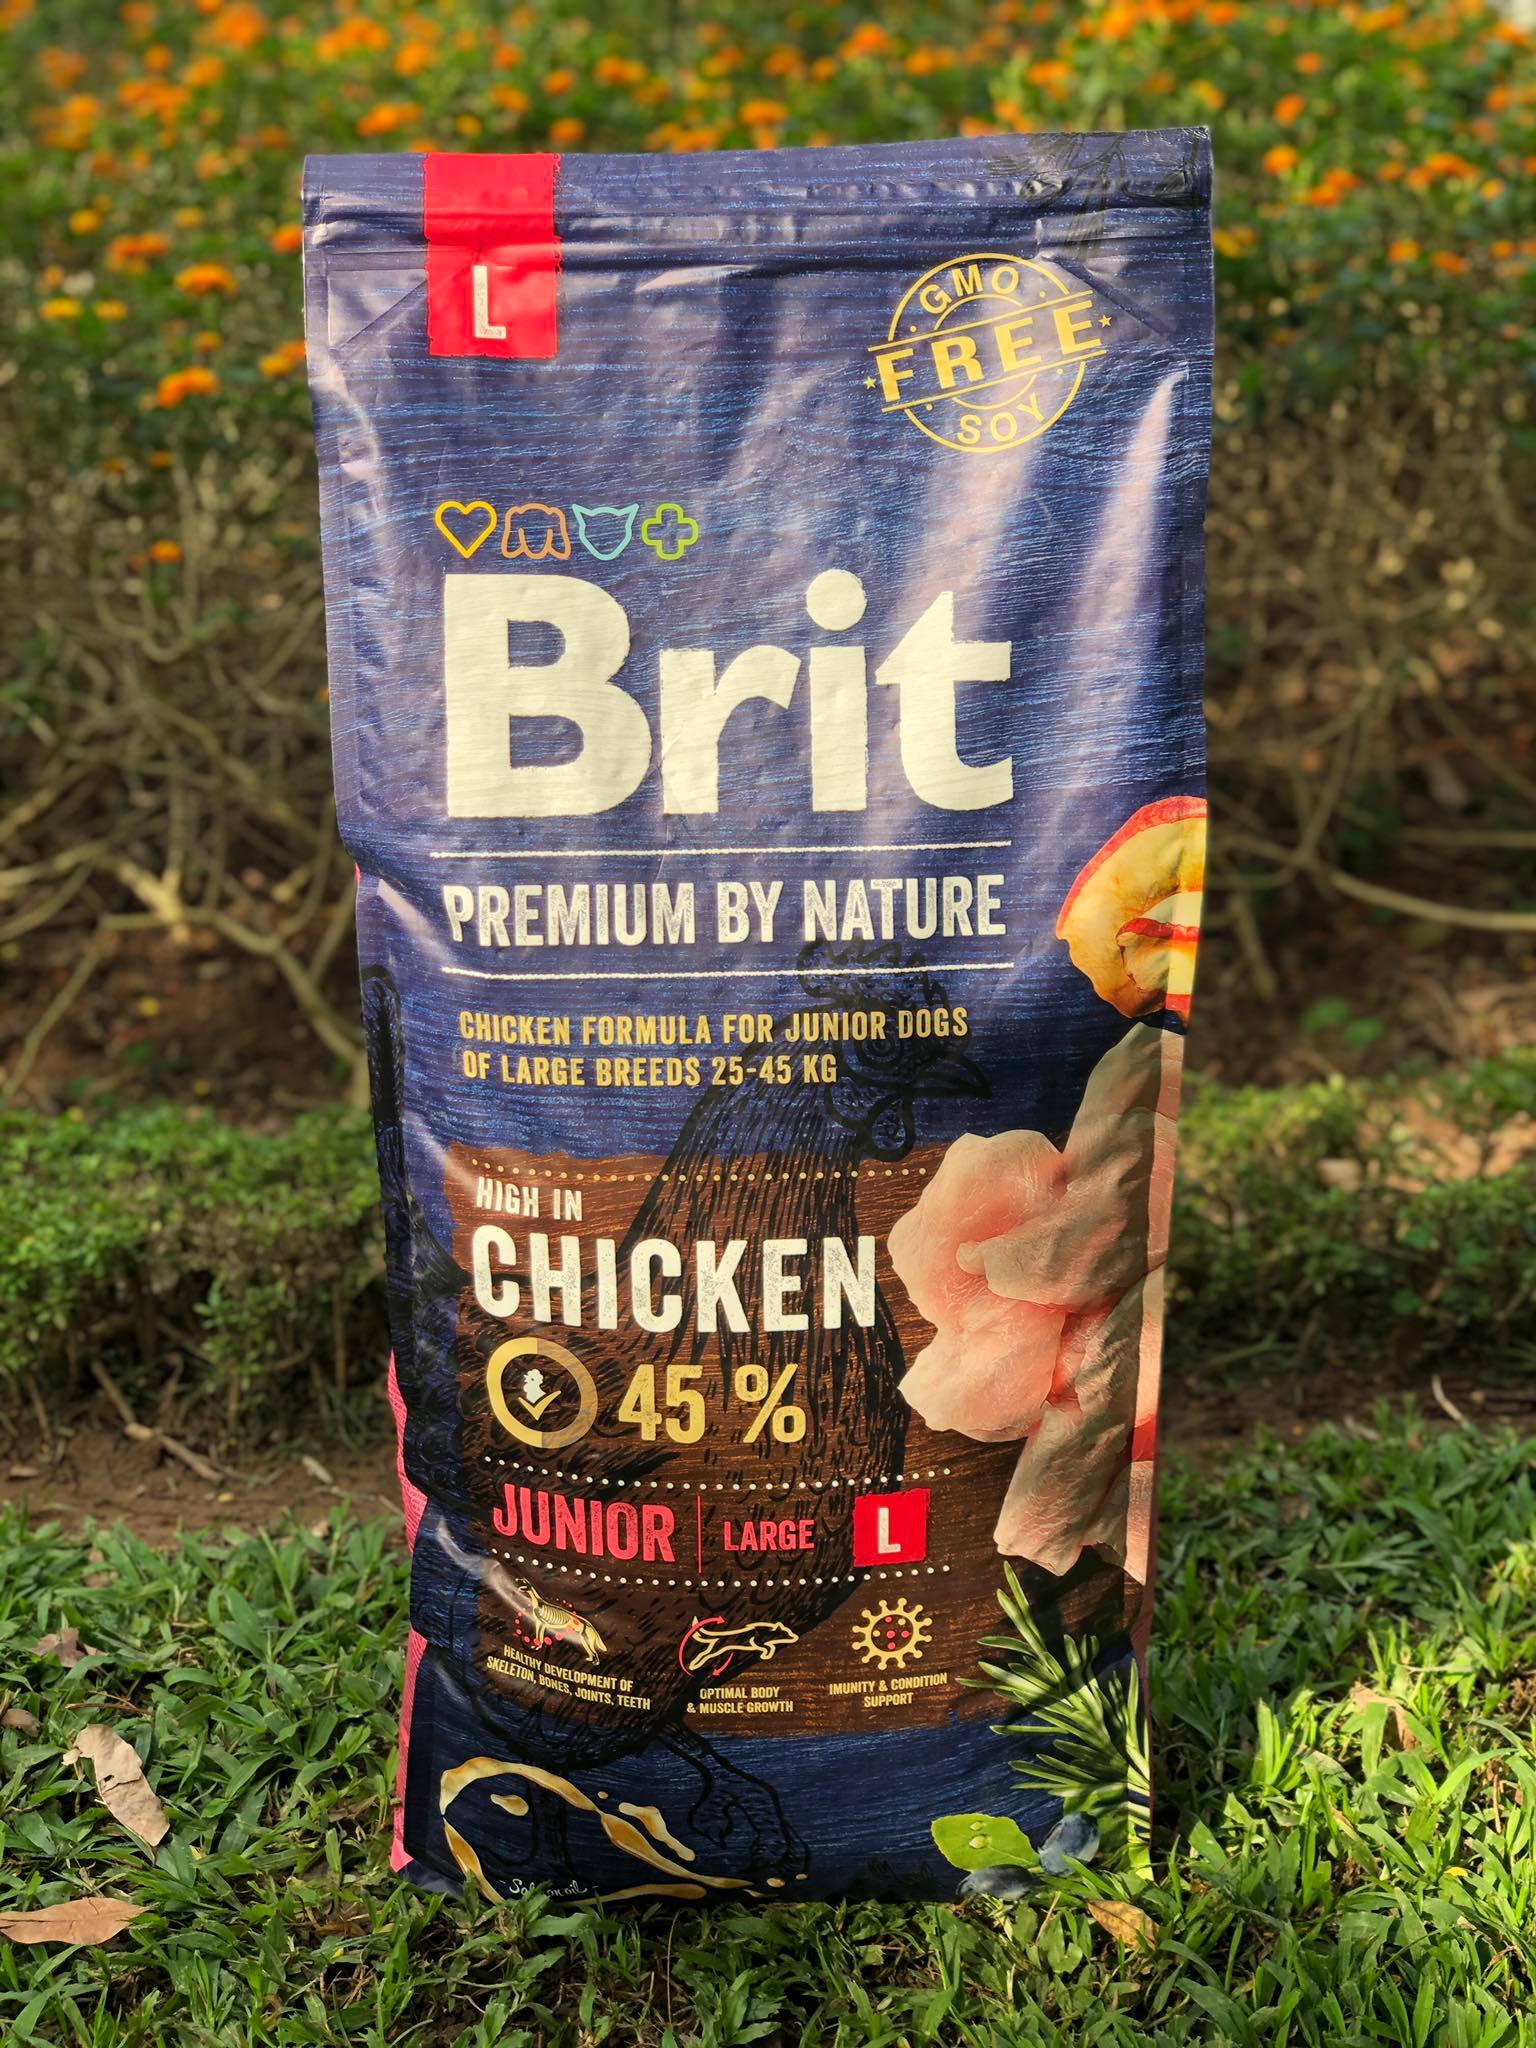 L
GMO
FREE
SOY
Brit
PREMIUM BY NATURE
CHICKEN FORMULA FOR JUNIOR DOGS
OF LARGE BREEDS 25-45 KG
HIGH IN
CHICKEN
45 %
JUNIOR LARGE L
HEALTHY DEVELOPMENT OF
SKELETON, BONES, JOINTS, TEETH
OPTIMAL BODY
& MUSCLE GROWTH
IMUNITY & CONDITION
SUPPORT
Salmon oil